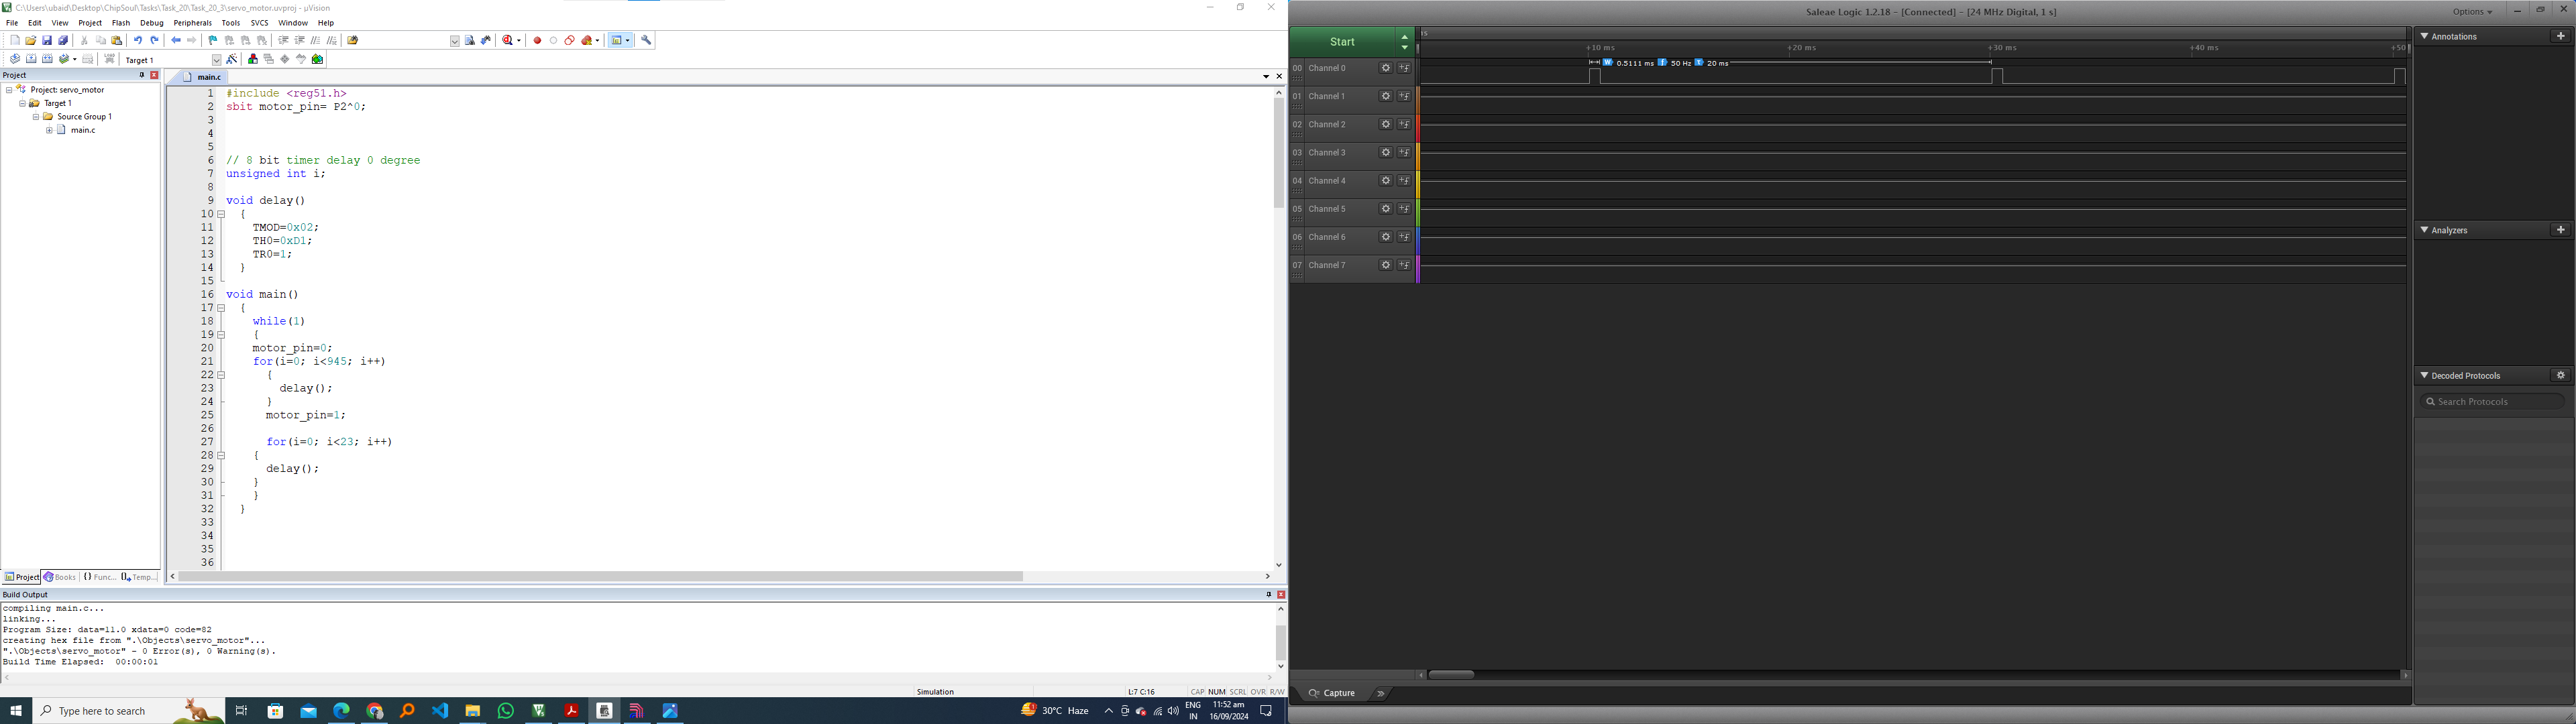 C:\Users\ubaid\Desktop\ChipSoul\Tasks\Task_20\Task_20_3\servo_motor.uvproj - µVision
File Edit View Project Flash Debug Peripherals Tools SVCS Window Help
Target 1
Project
Project: servo_motor
Target 1
Source Group 1
main.c
Project Books Func... Temp...
main.c
1 #include <reg51.h>
2 sbit motor_pin= P2^0;
3
4
5
6 // 8 bit timer delay 0 degree
7 unsigned int i;
8
9 void delay()
10 {
11 TMOD=0x02;
12 TH0=0xD1;
13 TR0=1;
14 }
15
16 void main()
17 {
18 while(1)
19 {
20 motor_pin=0;
21 for(i=0; i<945; i++)
22 {
23 delay();
24 }
25 motor_pin=1;
26
27 for(i=0; i<23; i++)
28 {
29 delay();
30 }
31 }
32 }
33
34
35
36
Build Output
compiling main.c...
linking...
Program Size: data=11.0 xdata=0 code=82
creating hex file from ".\Objects\servo_motor"...
".\Objects\servo_motor" - 0 Error(s), 0 Warning(s).
Build Time Elapsed: 00:00:01
Simulation L:7 C:16 CAP NUM SCRL OVR R/W
Type here to search
30°C Haze
ENG
IN
11:52 am
16/09/2024
Saleae Logic 1.2.18 - [Connected] - [24 MHz Digital, 1 s]
Options
Start
+10 ms +20 ms +30 ms +40 ms +50
W 0.5111 ms f 50 Hz T 20 ms
00 Channel 0
01 Channel 1
02 Channel 2
03 Channel 3
04 Channel 4
05 Channel 5
06 Channel 6
07 Channel 7
Annotations
Analyzers
Decoded Protocols
Search Protocols
Capture